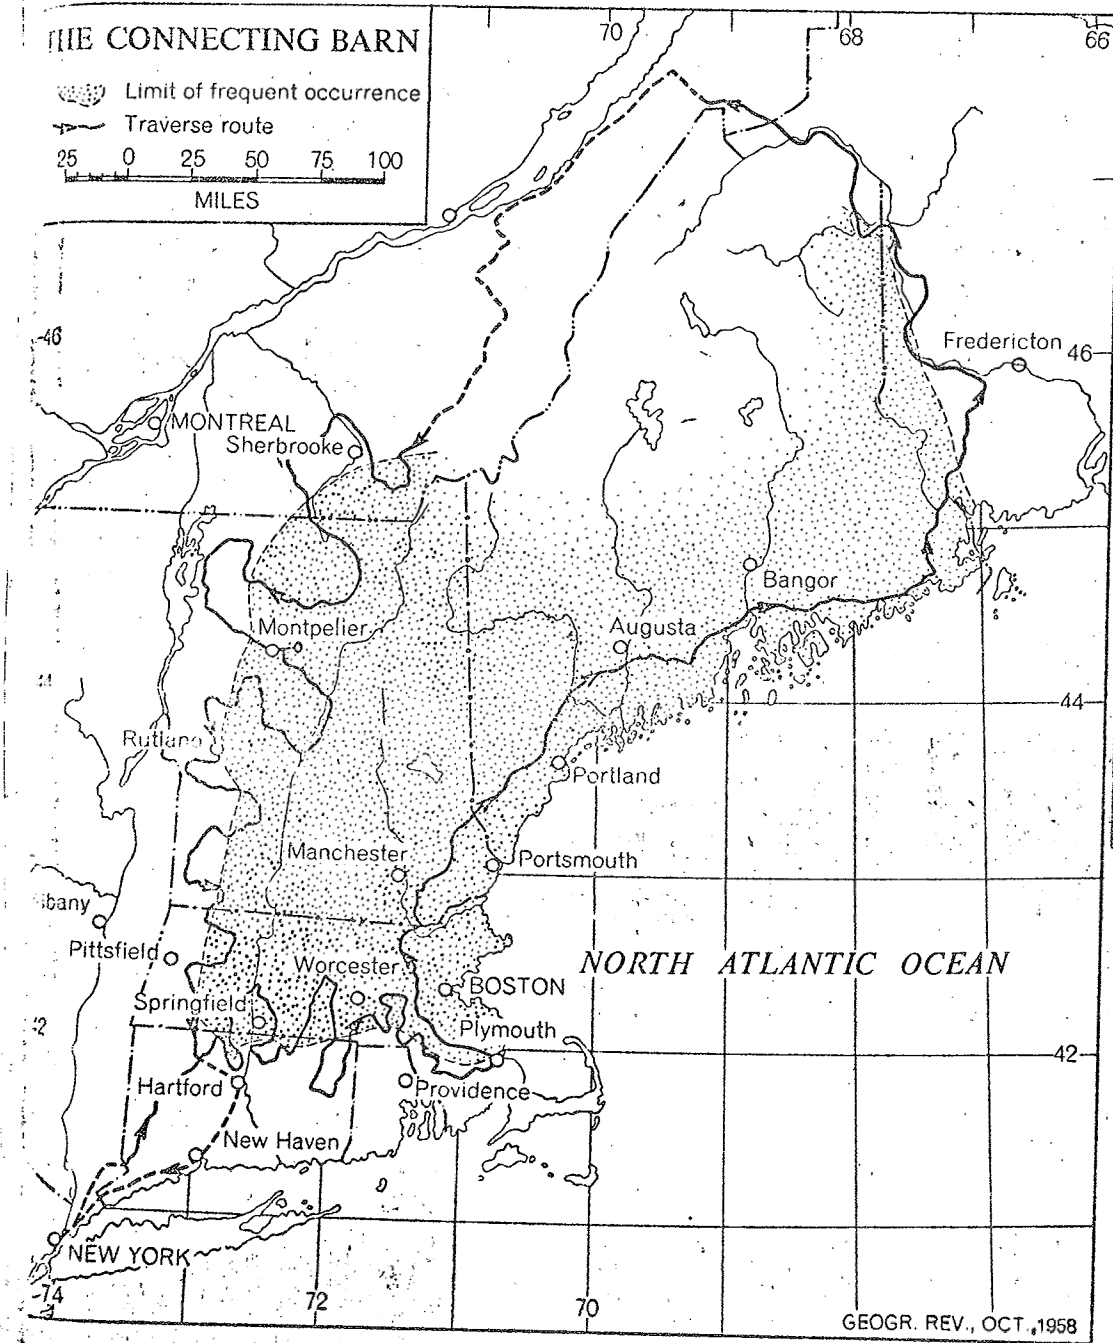 THE CONNECTING BARN
Limit of frequent occurrence
Traverse route
25 0 25 50 75 100
MILES
70
68
66
46
Fredericton
46
MONTREAL
Sherbrooke
Bangor
Montpelier
Augusta
44
44
Rutland
Portland
Manchester
Portsmouth
lbany
Pittsfield
Worcester
NORTH ATLANTIC OCEAN
Springfield
BOSTON
Plymouth
42
42
Hartford
Providence
New Haven
NEW YORK
74
72
70
GEOGR. REV., OCT., 1958